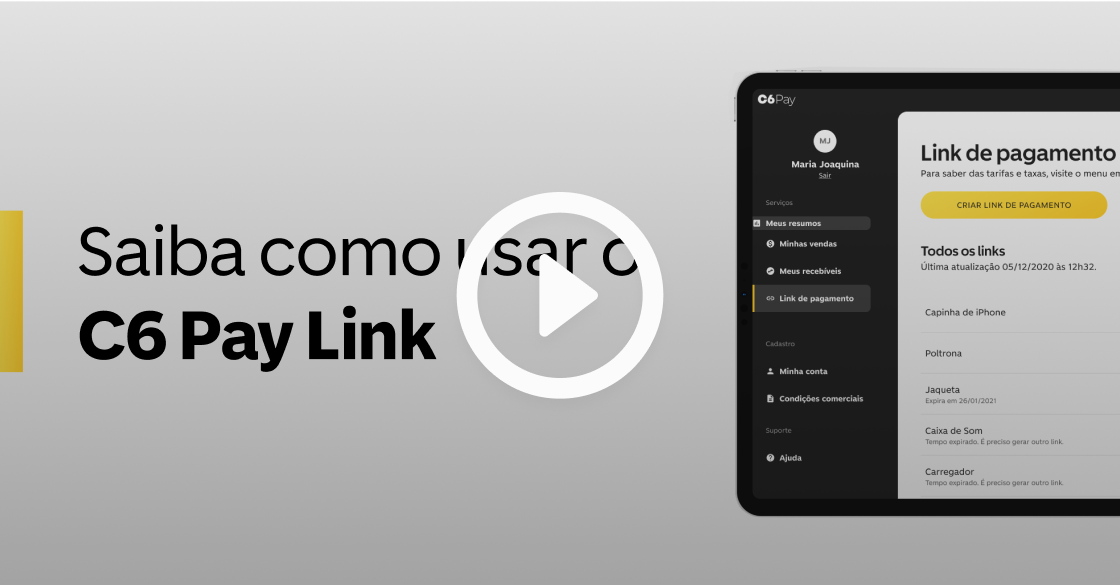 Saiba como usar o
C6 Pay Link
C6 Pay
MJ
Maria Joaquina
Sair
Serviços
Meus resumos
Minhas vendas
Meus recebíveis
Link de pagamento
Cadastro
Minha conta
Condições comerciais
Suporte
Ajuda
Link de pagamento
Para saber das tarifas e taxas, visite o menu em
CRIAR LINK DE PAGAMENTO
Todos os links
Última atualização 05/12/2020 às 12h32.
Capinha de iPhone
Poltrona
Jaqueta
Expira em 26/01/2021
Caixa de Som
Tempo expirado. É preciso gerar outro link.
Carregador
Tempo expirado. É preciso gerar outro link.